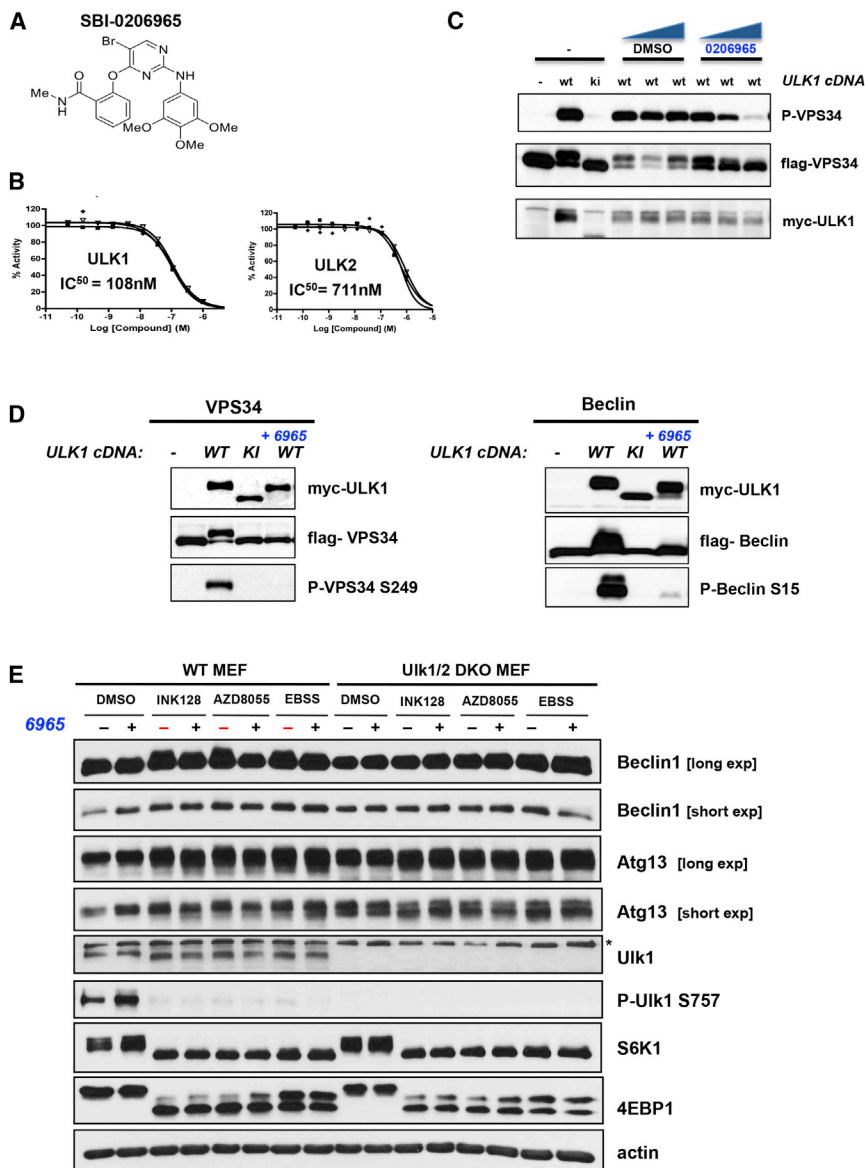 A
SBI-0206965
Br
N
N
O
NH
O
Me
N
H
MeO
OMe
OMe
B
% Activity
120
100
80
60
40
20
0
ULK1
IC50 = 108nM
-11 -10 -9 -8 -7 -6
Log [Compound] (M)
% Activity
120
100
80
60
40
20
0
ULK2
IC50= 711nM
-11 -10 -9 -8 -7 -6 -5
Log [Compound] (M)
C
- DMSO 0206965
- wt ki wt wt wt wt wt wt ULK1 cDNA
P-VPS34
flag-VPS34
myc-ULK1
D
VPS34
+ 6965
ULK1 cDNA: - WT KI WT
myc-ULK1
flag- VPS34
P-VPS34 S249
Beclin
+ 6965
ULK1 cDNA: - WT KI WT
myc-ULK1
flag- Beclin
P-Beclin S15
E
WT MEF Ulk1/2 DKO MEF
DMSO INK128 AZD8055 EBSS DMSO INK128 AZD8055 EBSS
6965 – + – + – + – + – + – + – + – +
Beclin1 [long exp]
Beclin1 [short exp]
Atg13 [long exp]
Atg13 [short exp]
*
Ulk1
P-Ulk1 S757
S6K1
4EBP1
actin